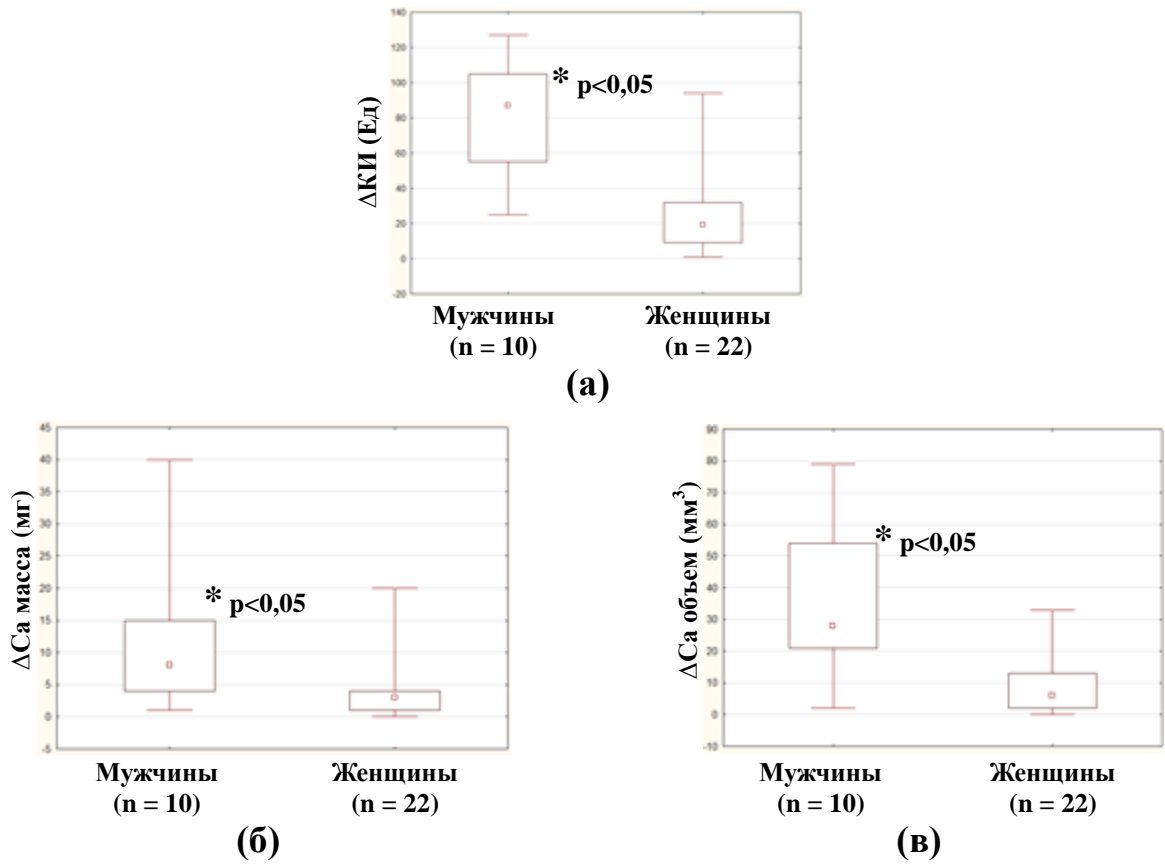 140
120
100
80
60
40
20
0
-20
ΔКИ (Ед)
* p<0,05
Мужчины Женщины
(n = 10) (n = 22)
(а)
45
40
35
30
25
20
15
10
5
0
-5
ΔCa масса (мг)
* p<0,05
Мужчины Женщины
(n = 10) (n = 22)
(б)
90
80
70
60
50
40
30
20
10
0
-10
ΔCa объем (мм³)
* p<0,05
Мужчины Женщины
(n = 10) (n = 22)
(в)